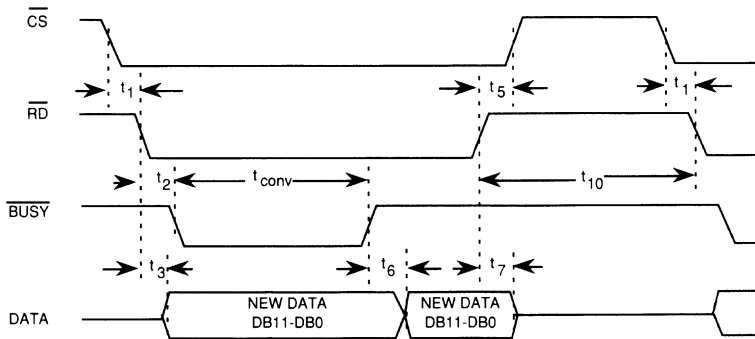 CS
t1
t5
t1
RD
t2
tconv
t10
BUSY
t3
t6
t7
DATA
NEW DATA
DB11-DB0
NEW DATA
DB11-DB0